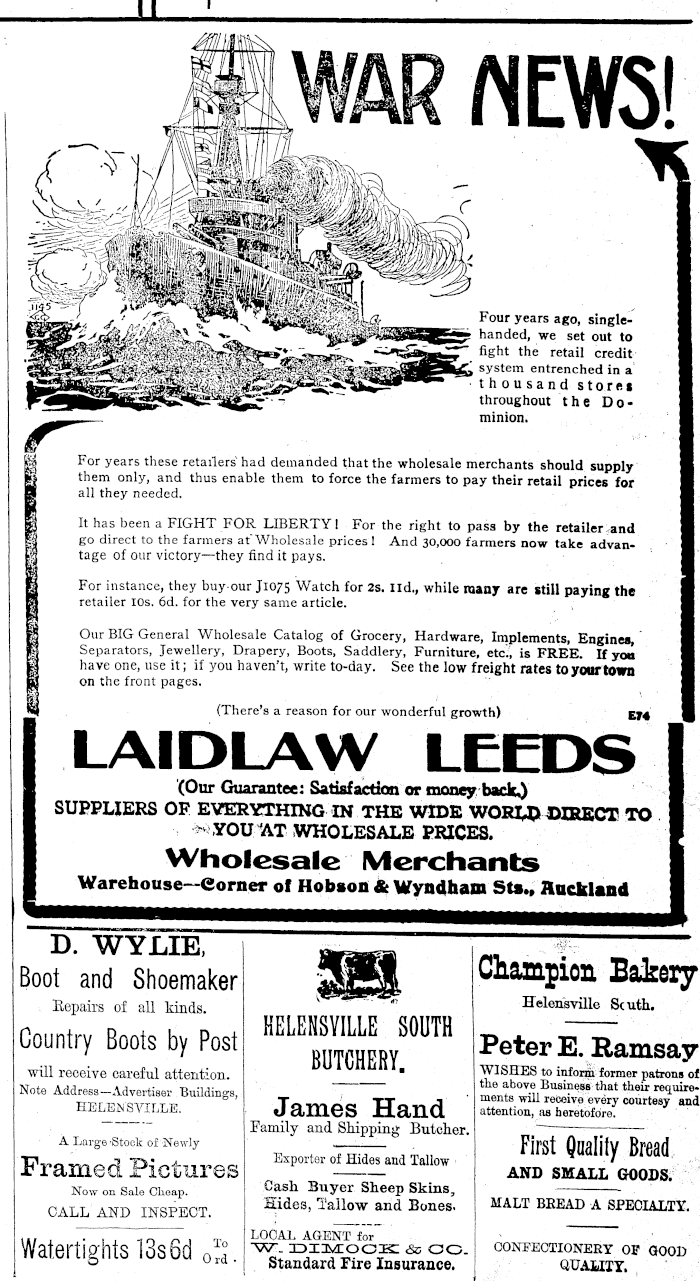 WAR NEWS!
1195
Four years ago, single-
handed, we set out to
fight the retail credit
system entrenched in a
thousand stores
throughout the Do-
minion.
For years these retailers had demanded that the wholesale merchants should supply
them only, and thus enable them to force the farmers to pay their retail prices for
all they needed.
It has been a FIGHT FOR LIBERTY! For the right to pass by the retailer and
go direct to the farmers at Wholesale prices! And 30,000 farmers now take advan-
tage of our victory—they find it pays.
For instance, they buy our J1075 Watch for 2s. 11d., while many are still paying the
retailer 10s. 6d. for the very same article.
Our BIG General Wholesale Catalog of Grocery, Hardware, Implements, Engines,
Separators, Jewellery, Drapery, Boots, Saddlery, Furniture, etc., is FREE. If you
have one, use it; if you haven't, write to-day. See the low freight rates to your town
on the front pages.
(There's a reason for our wonderful growth) E74
LAIDLAW LEEDS
(Our Guarantee: Satisfaction or money back.)
SUPPLIERS OF EVERYTHING IN THE WIDE WORLD DIRECT TO
YOU AT WHOLESALE PRICES.
Wholesale Merchants
Warehouse--Corner of Hobson & Wyndham Sts., Auckland
D. WYLIE,
Boot and Shoemaker
Repairs of all kinds.
Country Boots by Post
will receive careful attention.
Note Address—Advertiser Buildings,
HELENSVILLE.
A Large Stock of Newly
Framed Pictures
Now on Sale Cheap.
CALL AND INSPECT.
Watertights 13s6d To Ord.
HELENSVILLE SOUTH
BUTCHERY.
James Hand
Family and Shipping Butcher.
Exporter of Hides and Tallow
Cash Buyer Sheep Skins,
Hides, Tallow and Bones.
LOCAL AGENT for
W. DIMOCK & CO.
Standard Fire Insurance.
Champion Bakery
Helensville South.
Peter E. Ramsay
WISHES to inform former patrons of
the above Business that their require-
ments will receive every courtesy and
attention, as heretofore.
First Quality Bread
AND SMALL GOODS.
MALT BREAD A SPECIALTY.
CONFECTIONERY OF GOOD
QUALITY.